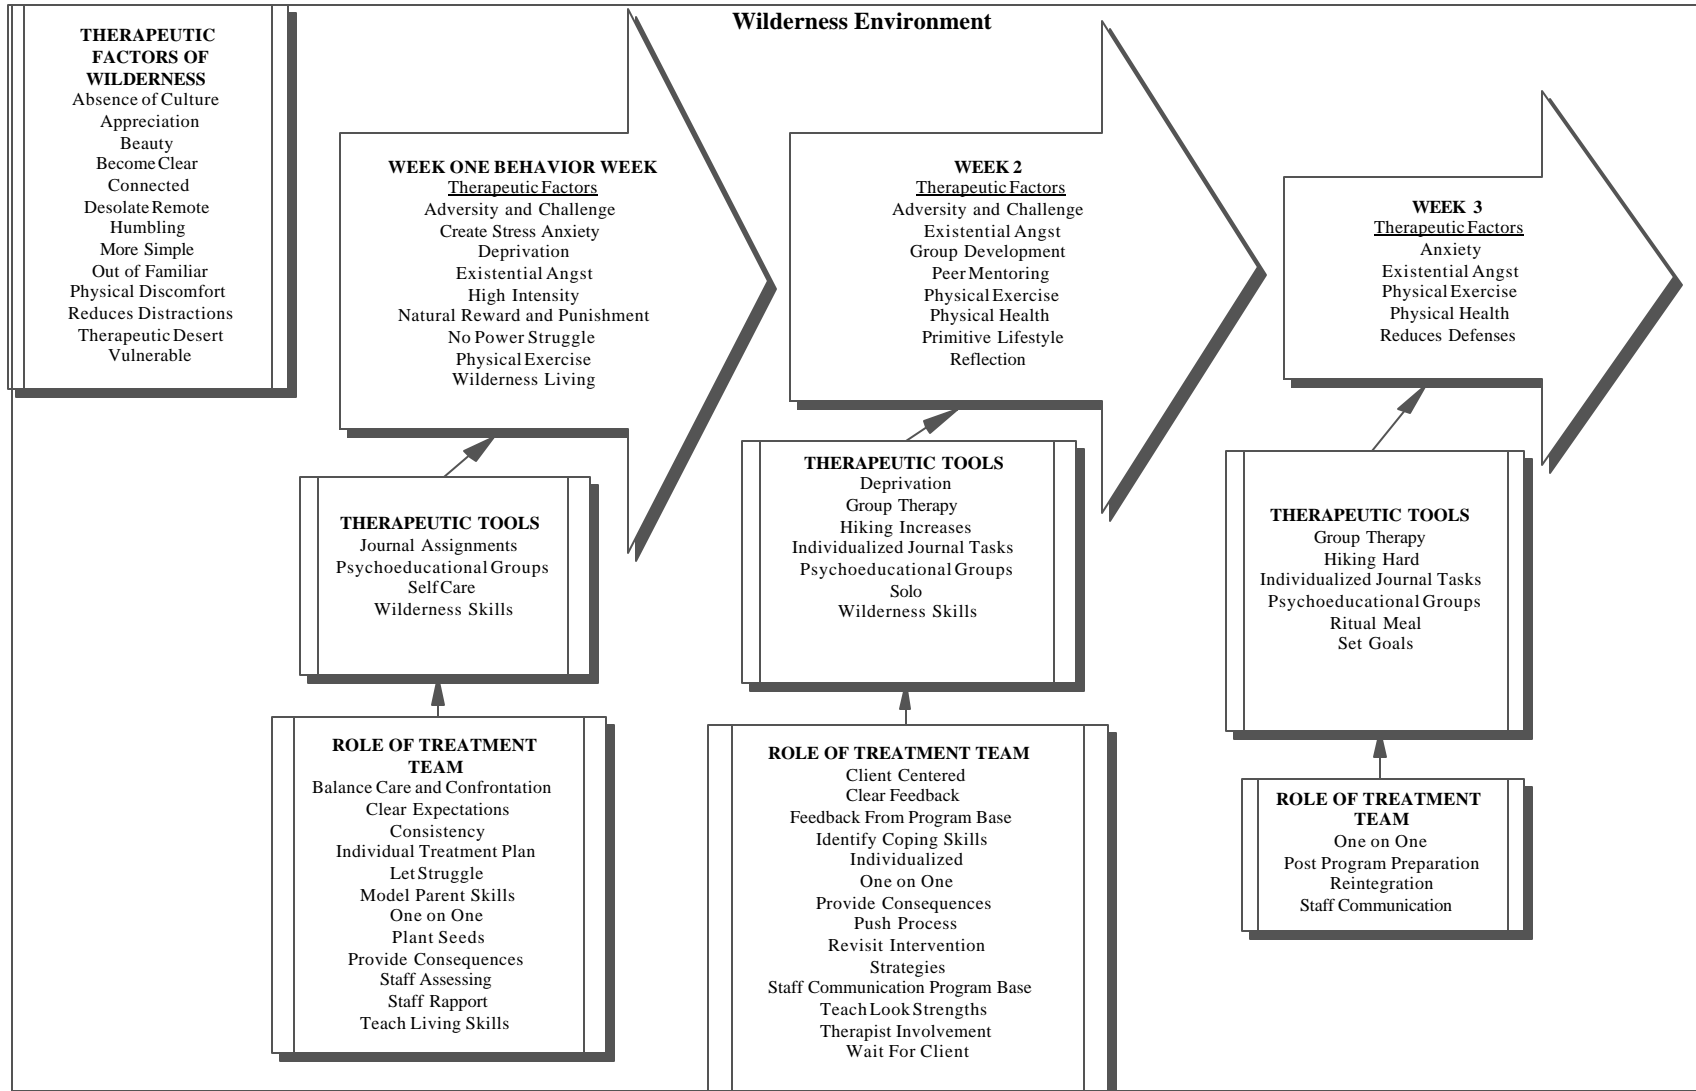 Wilderness Environment
THERAPEUTIC
FACTORS OF
WILDERNESS
Absence of Culture
Appreciation
Beauty
Become Clear
Connected
Desolate Remote
Humbling
More Simple
Out of Familiar
Physical Discomfort
Reduces Distractions
Therapeutic Desert
Vulnerable
WEEK ONE BEHAVIOR WEEK
Therapeutic Factors
Adversity and Challenge
Create Stress Anxiety
Deprivation
Existential Angst
High Intensity
Natural Reward and Punishment
No Power Struggle
Physical Exercise
Wilderness Living
THERAPEUTIC TOOLS
Journal Assignments
Psychoeducational Groups
Self Care
Wilderness Skills
ROLE OF TREATMENT
TEAM
Balance Care and Confrontation
Clear Expectations
Consistency
Individual Treatment Plan
Let Struggle
Model Parent Skills
One on One
Plant Seeds
Provide Consequences
Staff Assessing
Staff Rapport
Teach Living Skills
WEEK 2
Therapeutic Factors
Adversity and Challenge
Existential Angst
Group Development
Peer Mentoring
Physical Exercise
Physical Health
Primitive Lifestyle
Reflection
THERAPEUTIC TOOLS
Deprivation
Group Therapy
Hiking Increases
Individualized Journal Tasks
Psychoeducational Groups
Solo
Wilderness Skills
ROLE OF TREATMENT TEAM
Client Centered
Clear Feedback
Feedback From Program Base
Identify Coping Skills
Individualized
One on One
Provide Consequences
Push Process
Revisit Intervention
Strategies
Staff Communication Program Base
Teach Look Strengths
Therapist Involvement
Wait For Client
WEEK 3
Therapeutic Factors
Anxiety
Existential Angst
Physical Exercise
Physical Health
Reduces Defenses
THERAPEUTIC TOOLS
Group Therapy
Hiking Hard
Individualized Journal Tasks
Psychoeducational Groups
Ritual Meal
Set Goals
ROLE OF TREATMENT
TEAM
One on One
Post Program Preparation
Reintegration
Staff Communication